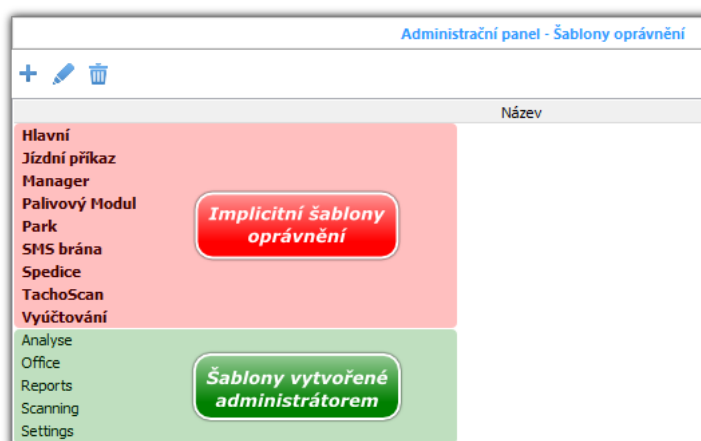 Administrační panel - Šablony oprávnění
Název
Hlavní
Jízdní příkaz
Manager
Palivový Modul
Park
SMS brána
Spedice
TachoScan
Vyúčtování
Implicitní šablony
oprávnění
Analyse
Office
Reports
Scanning
Settings
Šablony vytvořené
administrátorem